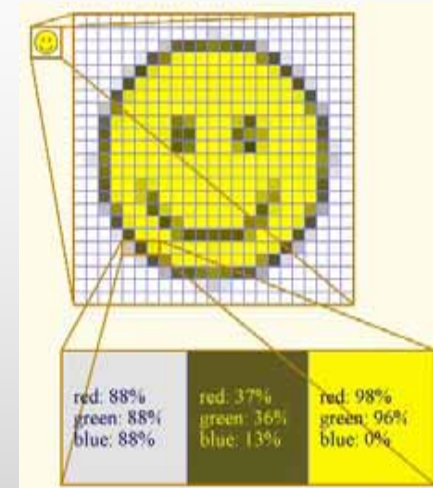 red: 88%
green: 88%
blue: 88%
red: 37%
green: 36%
blue: 13%
red: 98%
green: 96%
blue: 0%